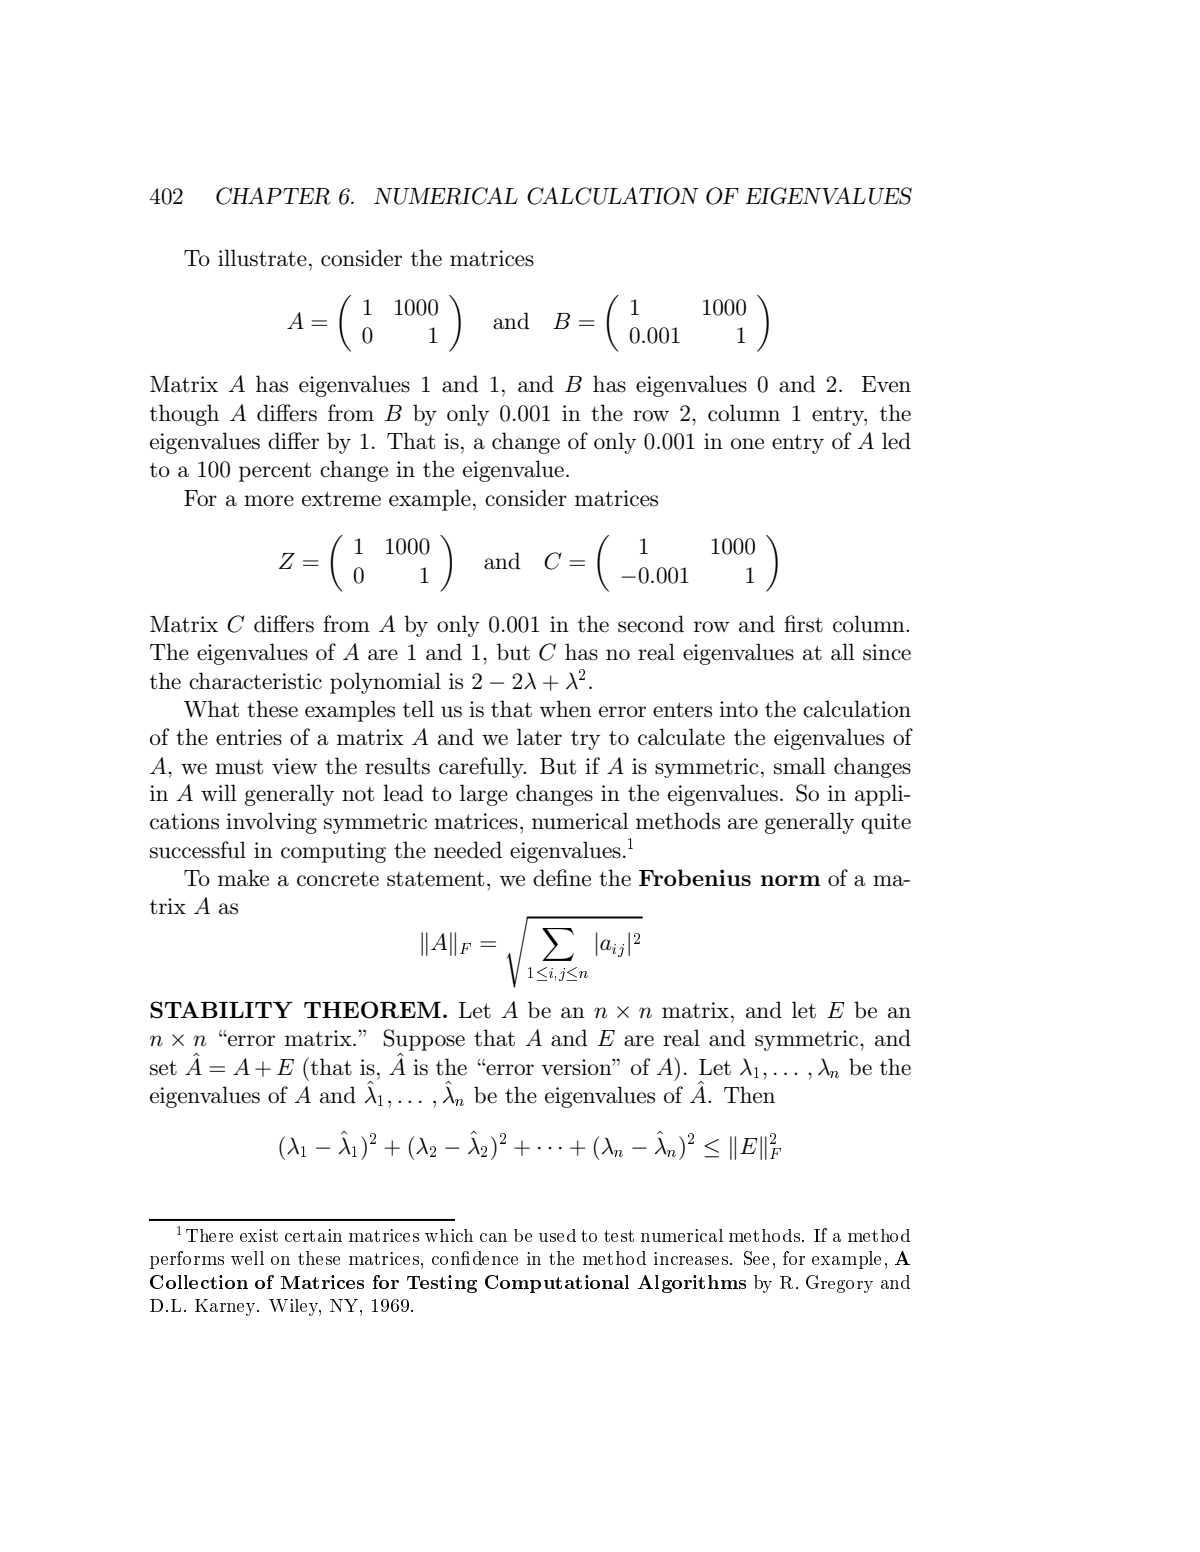 402 CHAPTER 6. NUMERICAL CALCULATION OF EIGENVALUES
To illustrate, consider the matrices
A = ( 1 1000 ) and B = ( 1 1000 )
( 0 1 ) ( 0.001 1 )
Matrix A has eigenvalues 1 and 1, and B has eigenvalues 0 and 2. Even
though A differs from B by only 0.001 in the row 2, column 1 entry, the
eigenvalues differ by 1. That is, a change of only 0.001 in one entry of A led
to a 100 percent change in the eigenvalue.
For a more extreme example, consider matrices
Z = ( 1 1000 ) and C = ( 1 1000 )
( 0 1 ) ( −0.001 1 )
Matrix C differs from A by only 0.001 in the second row and first column.
The eigenvalues of A are 1 and 1, but C has no real eigenvalues at all since
the characteristic polynomial is 2 − 2λ + λ².
What these examples tell us is that when error enters into the calculation
of the entries of a matrix A and we later try to calculate the eigenvalues of
A, we must view the results carefully. But if A is symmetric, small changes
in A will generally not lead to large changes in the eigenvalues. So in appli-
cations involving symmetric matrices, numerical methods are generally quite
successful in computing the needed eigenvalues.¹
To make a concrete statement, we define the Frobenius norm of a ma-
trix A as
‖A‖_F = √( ∑_{1≤i,j≤n} |a_{ij}|² )
STABILITY THEOREM. Let A be an n × n matrix, and let E be an
n × n “error matrix.” Suppose that A and E are real and symmetric, and
set Â = A + E (that is, Â is the “error version” of A). Let λ₁, . . . , λₙ be the
eigenvalues of A and λ̂₁, . . . , λ̂ₙ be the eigenvalues of Â. Then
(λ₁ − λ̂₁)² + (λ₂ − λ̂₂)² + · · · + (λₙ − λ̂ₙ)² ≤ ‖E‖²_F
¹There exist certain matrices which can be used to test numerical methods. If a method
performs well on these matrices, confidence in the method increases. See, for example, A
Collection of Matrices for Testing Computational Algorithms by R. Gregory and
D.L. Karney. Wiley, NY, 1969.